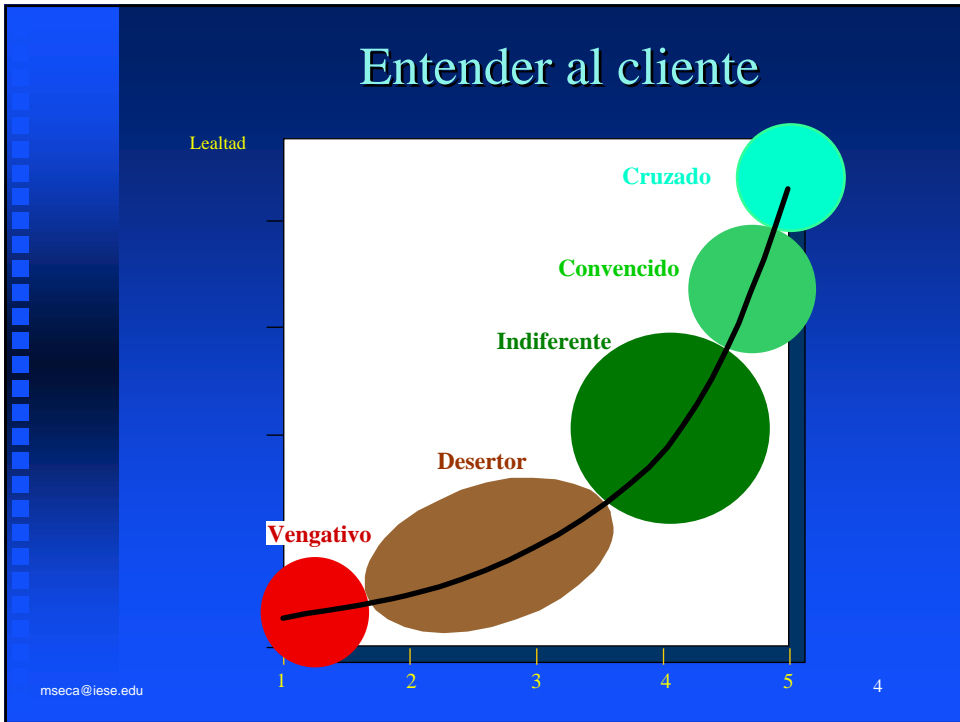 Entender al cliente
Lealtad
Cruzado
Convencido
Indiferente
Desertor
Vengativo
1 2 3 4 5
mseca@iese.edu
4